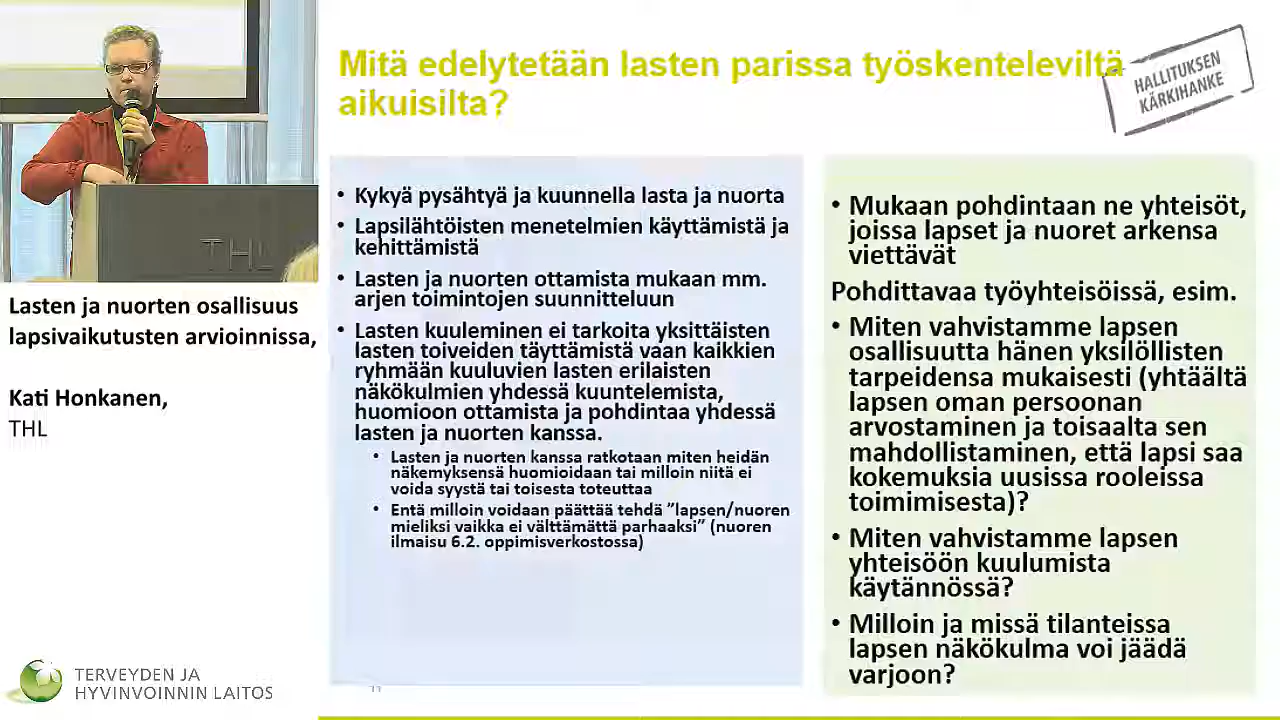 Mitä edelytetään lasten parissa työskenteleviltä
aikuisilta?
HALLITUKSEN
KÄRKIHANKE
THL
Lasten ja nuorten osallisuus
lapsivaikutusten arvioinnissa,
Kati Honkanen,
THL
• Kykyä pysähtyä ja kuunnella lasta ja nuorta
• Lapsilähtöisten menetelmien käyttämistä ja
kehittämistä
• Lasten ja nuorten ottamista mukaan mm.
arjen toimintojen suunnitteluun
• Lasten kuuleminen ei tarkoita yksittäisten
lasten toiveiden täyttämistä vaan kaikkien
ryhmään kuuluvien lasten erilaisten
näkökulmien yhdessä kuuntelemista,
huomioon ottamista ja pohdintaa yhdessä
lasten ja nuorten kanssa.
• Lasten ja nuorten kanssa ratkotaan miten heidän
näkemyksensä huomioidaan tai milloin niitä ei
voida syystä tai toisesta toteuttaa
• Entä milloin voidaan päättää tehdä ”lapsen/nuoren
mieliksi vaikka ei välttämättä parhaaksi” (nuoren
ilmaisu 6.2. oppimisverkostossa)
• Mukaan pohdintaan ne yhteisöt,
joissa lapset ja nuoret arkensa
viettävät
Pohdittavaa työyhteisöissä, esim.
• Miten vahvistamme lapsen
osallisuutta hänen yksilöllisten
tarpeidensa mukaisesti (yhtäältä
lapsen oman persoonan
arvostaminen ja toisaalta sen
mahdollistaminen, että lapsi saa
kokemuksia uusissa rooleissa
toimimisesta)?
• Miten vahvistamme lapsen
yhteisöön kuulumista
käytännössä?
• Milloin ja missä tilanteissa
lapsen näkökulma voi jäädä
varjoon?
TERVEYDEN JA
HYVINVOINNIN LAITOS